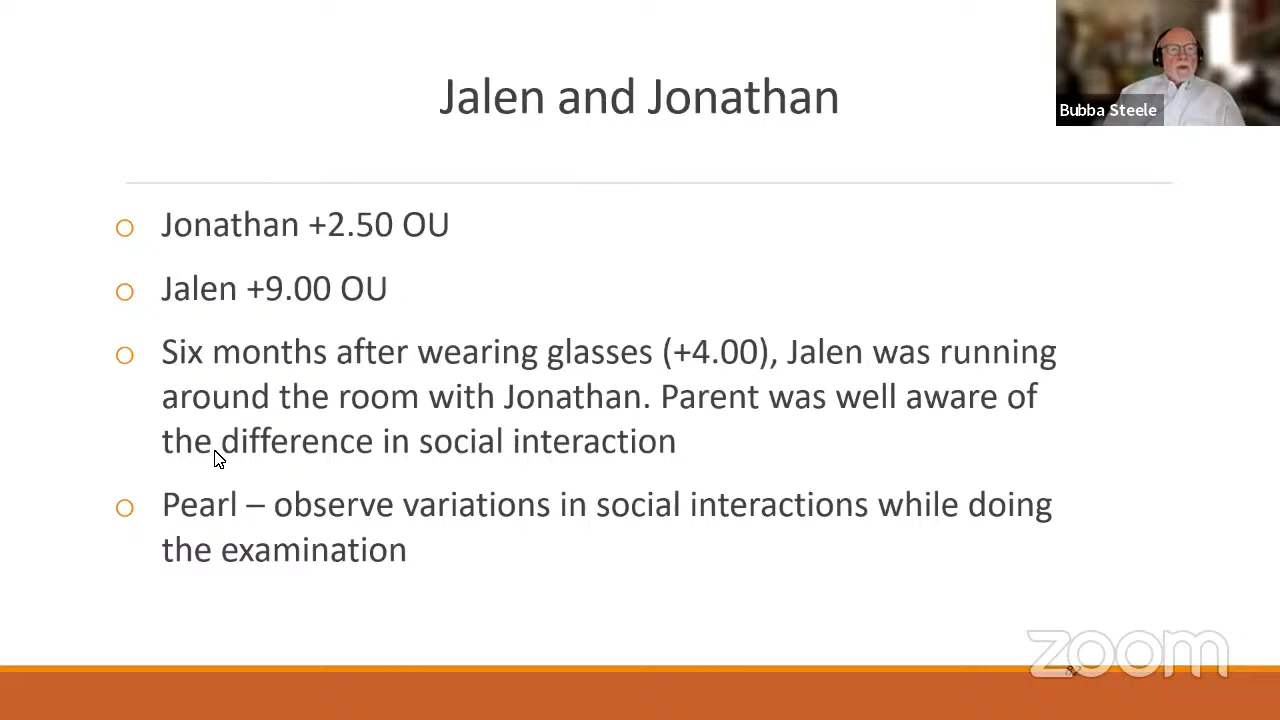 Jalen and Jonathan
Bubba Steele
o Jonathan +2.50 OU
o Jalen +9.00 OU
o Six months after wearing glasses (+4.00), Jalen was running
around the room with Jonathan. Parent was well aware of
the difference in social interaction
o Pearl – observe variations in social interactions while doing
the examination
zoom